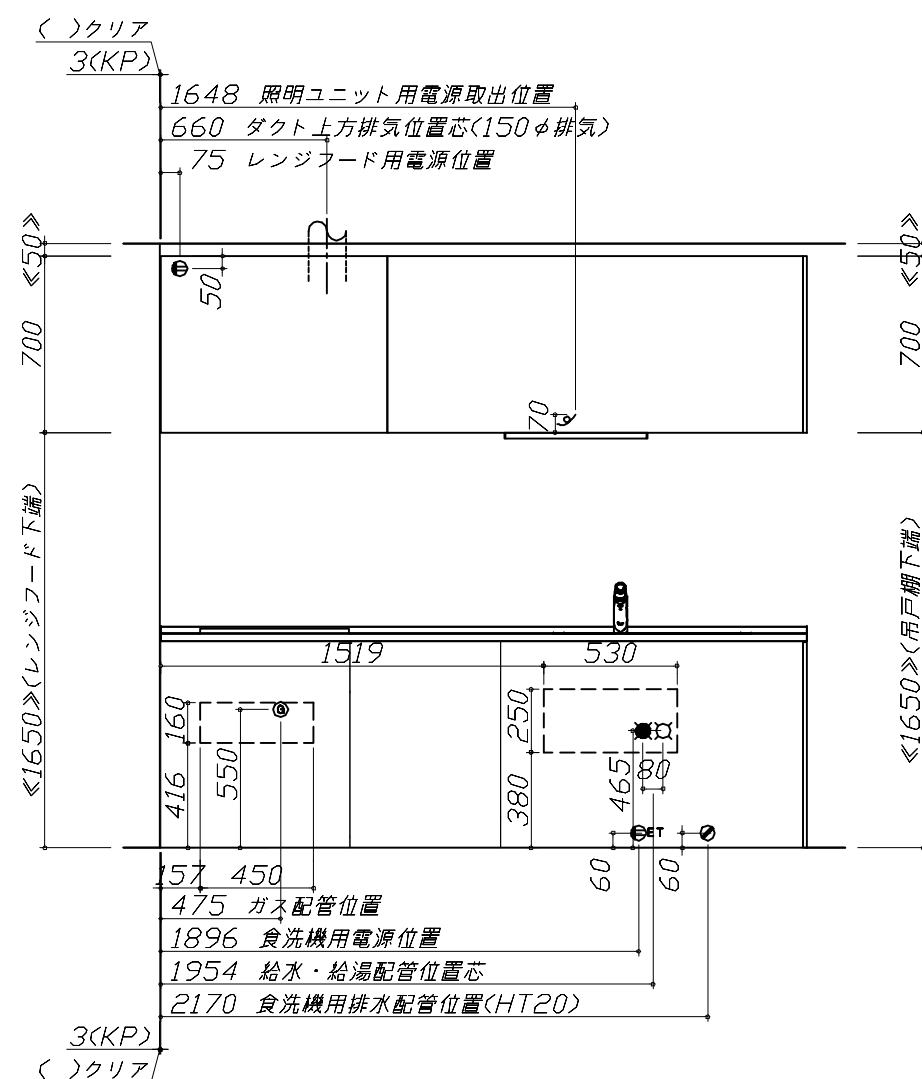 ( )クリア
3(KP)
1648 照明ユニット用電源取出位置
660 ダクト上方排気位置芯(150φ排気)
75 レンジフード用電源位置
≪50≫
≪50≫
50
700
700
70
≪1650≫(レンジフード下端)
≪1650≫(吊戸棚下端)
1519
530
160
416
550
G
250
380
465
80
ET
60
60
157
450
475 ガス配管位置
1896 食洗機用電源位置
1954 給水・給湯配管位置芯
2170 食洗機用排水配管位置(HT20)
3(KP)
( )クリア